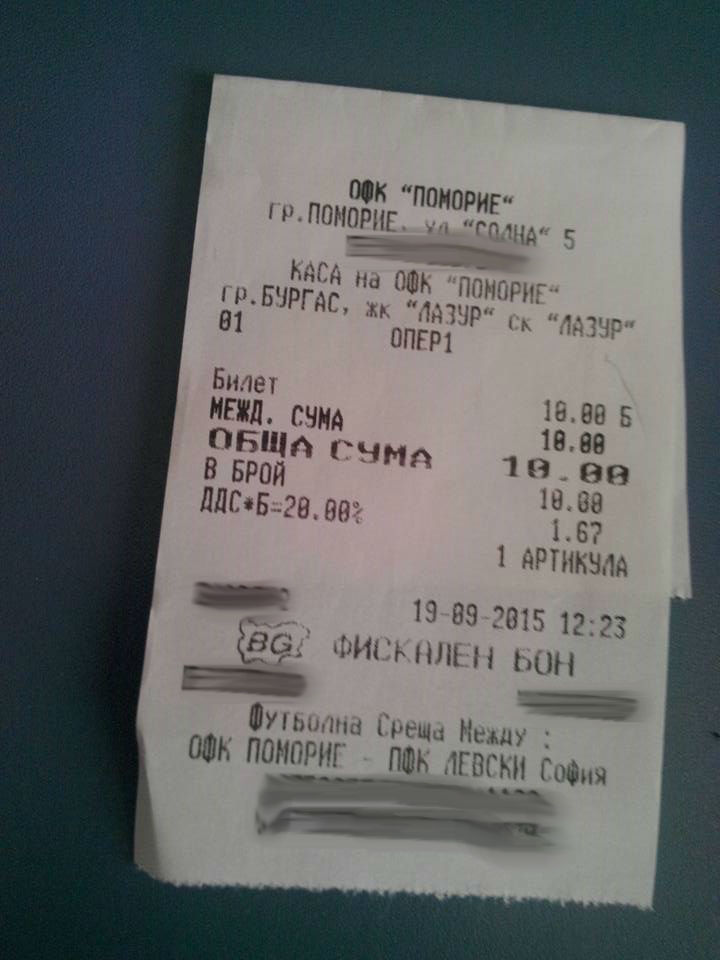 ОФК "ПОМОРИЕ"
гр.ПОМОРИЕ, ул "СОЛНА" 5
КАСА на ОФК "ПОМОРИЕ"
гр.БУРГАС, жк "ЛАЗУР" ск "ЛАЗУР"
01 ОПЕР1
Билет 10.00 Б
МЕЖД. СУМА 10.00
ОБЩА СУМА 10.00
В БРОЙ 10.00
ДДС*Б=20.00% 1.67
1 АРТИКУЛА
19-09-2015 12:23
BG ФИСКАЛЕН БОН
Футболна Среща Между :
ОФК ПОМОРИЕ - ПФК ЛЕВСКИ София